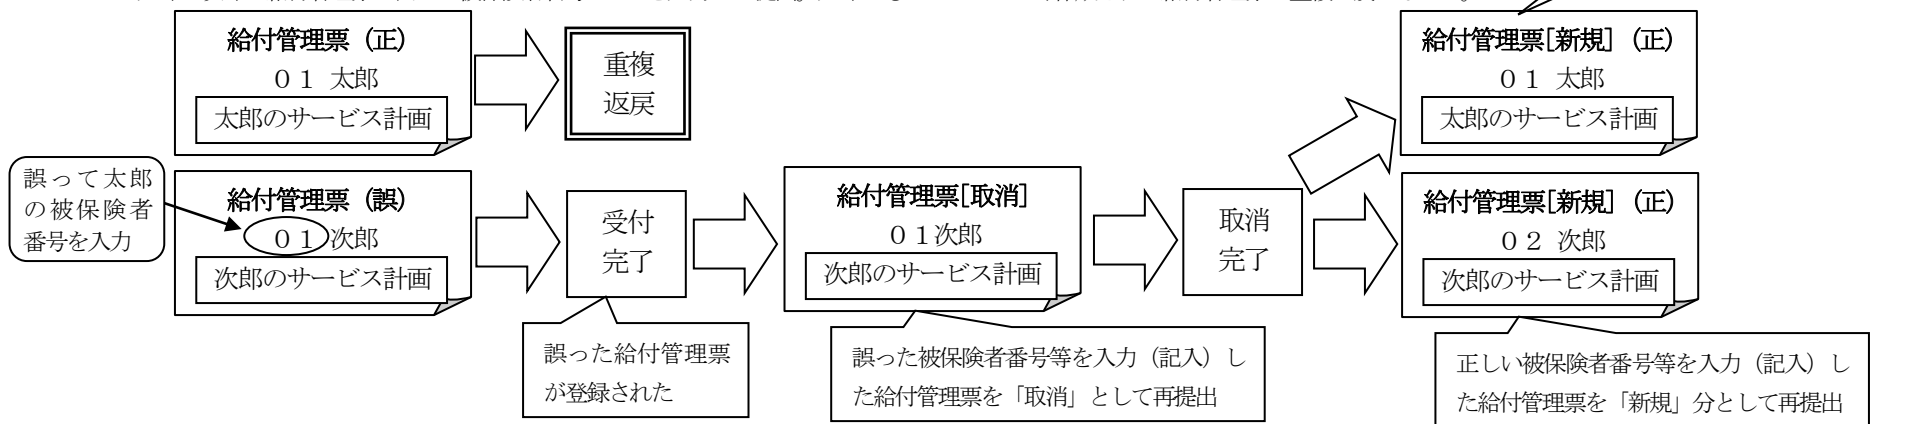 給付管理票（正）
０１ 太郎
太郎のサービス計画
重複
返戻
誤って太郎
の被保険者
番号を入力
給付管理票（誤）
０１次郎
次郎のサービス計画
受付
完了
誤った給付管理票
が登録された
給付管理票[取消]
０１次郎
次郎のサービス計画
誤った被保険者番号等を入力（記入）し
た給付管理票を「取消」として再提出
取消
完了
給付管理票[新規]（正）
０１ 太郎
太郎のサービス計画
給付管理票[新規]（正）
０２ 次郎
次郎のサービス計画
正しい被保険者番号等を入力（記入）し
た給付管理票を「新規」分として再提出